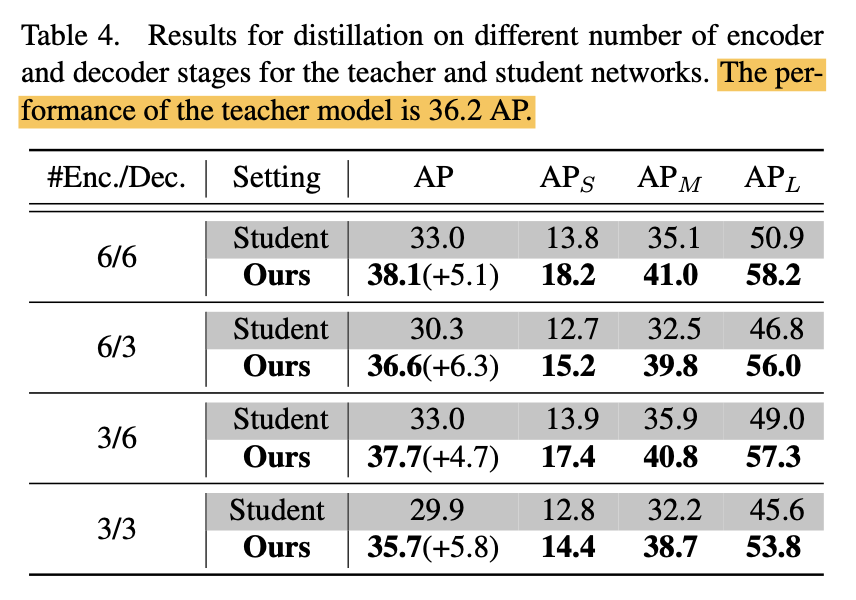 Table 4. Results for distillation on different number of encoder
and decoder stages for the teacher and student networks. The per-
formance of the teacher model is 36.2 AP.
#Enc./Dec. Setting AP AP_S AP_M AP_L
6/6
Student 33.0 13.8 35.1 50.9
Ours 38.1(+5.1) 18.2 41.0 58.2
6/3
Student 30.3 12.7 32.5 46.8
Ours 36.6(+6.3) 15.2 39.8 56.0
3/6
Student 33.0 13.9 35.9 49.0
Ours 37.7(+4.7) 17.4 40.8 57.3
3/3
Student 29.9 12.8 32.2 45.6
Ours 35.7(+5.8) 14.4 38.7 53.8